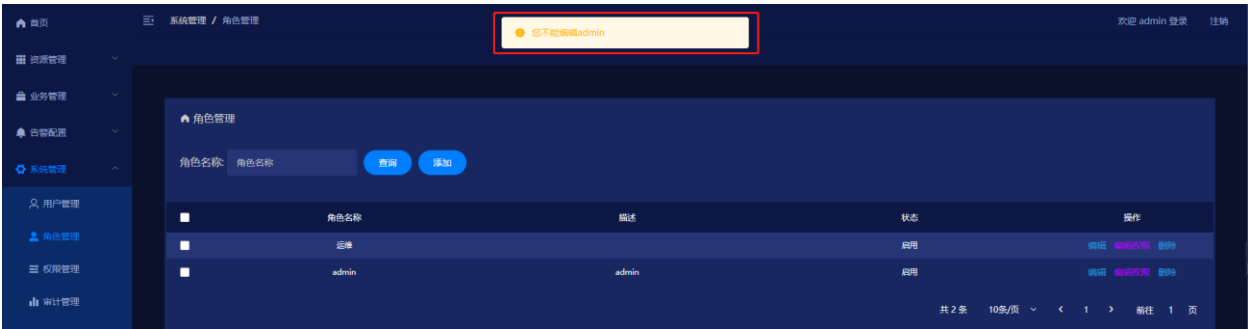 首页
系统管理 / 角色管理
您不能编辑admin
欢迎 admin 登录 注销
资源管理
业务管理
告警配置
系统管理
用户管理
角色管理
权限管理
审计管理
角色管理
角色名称: 角色名称 查询 添加
角色名称 描述 状态 操作
运维 启用 编辑 编辑权限 删除
admin admin 启用 编辑 编辑权限 删除
共 2 条 10条/页 1 前往 1 页